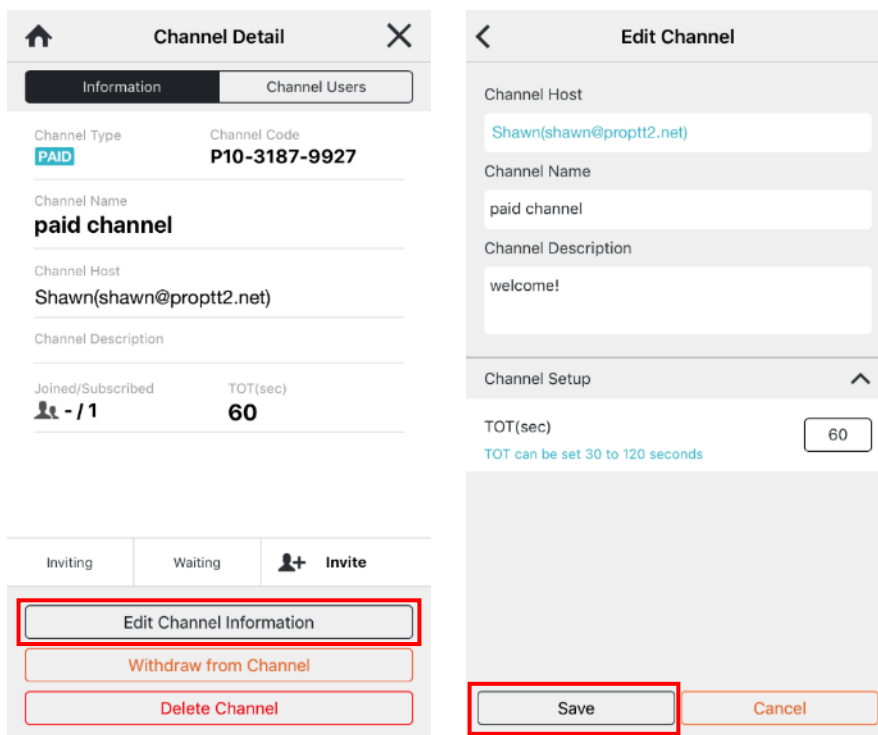 Channel Detail
Information
Channel Users
Channel Type
Channel Code
PAID
P10-3187-9927
Channel Name
paid channel
Channel Host
Shawn(shawn@proptt2.net)
Channel Description
Joined/Subscribed
TOT(sec)
- / 1
60
Inviting
Waiting
Invite
Edit Channel Information
Withdraw from Channel
Delete Channel
Edit Channel
Channel Host
Shawn(shawn@proptt2.net)
Channel Name
paid channel
Channel Description
welcome!
Channel Setup
TOT(sec)
60
TOT can be set 30 to 120 seconds
Save
Cancel